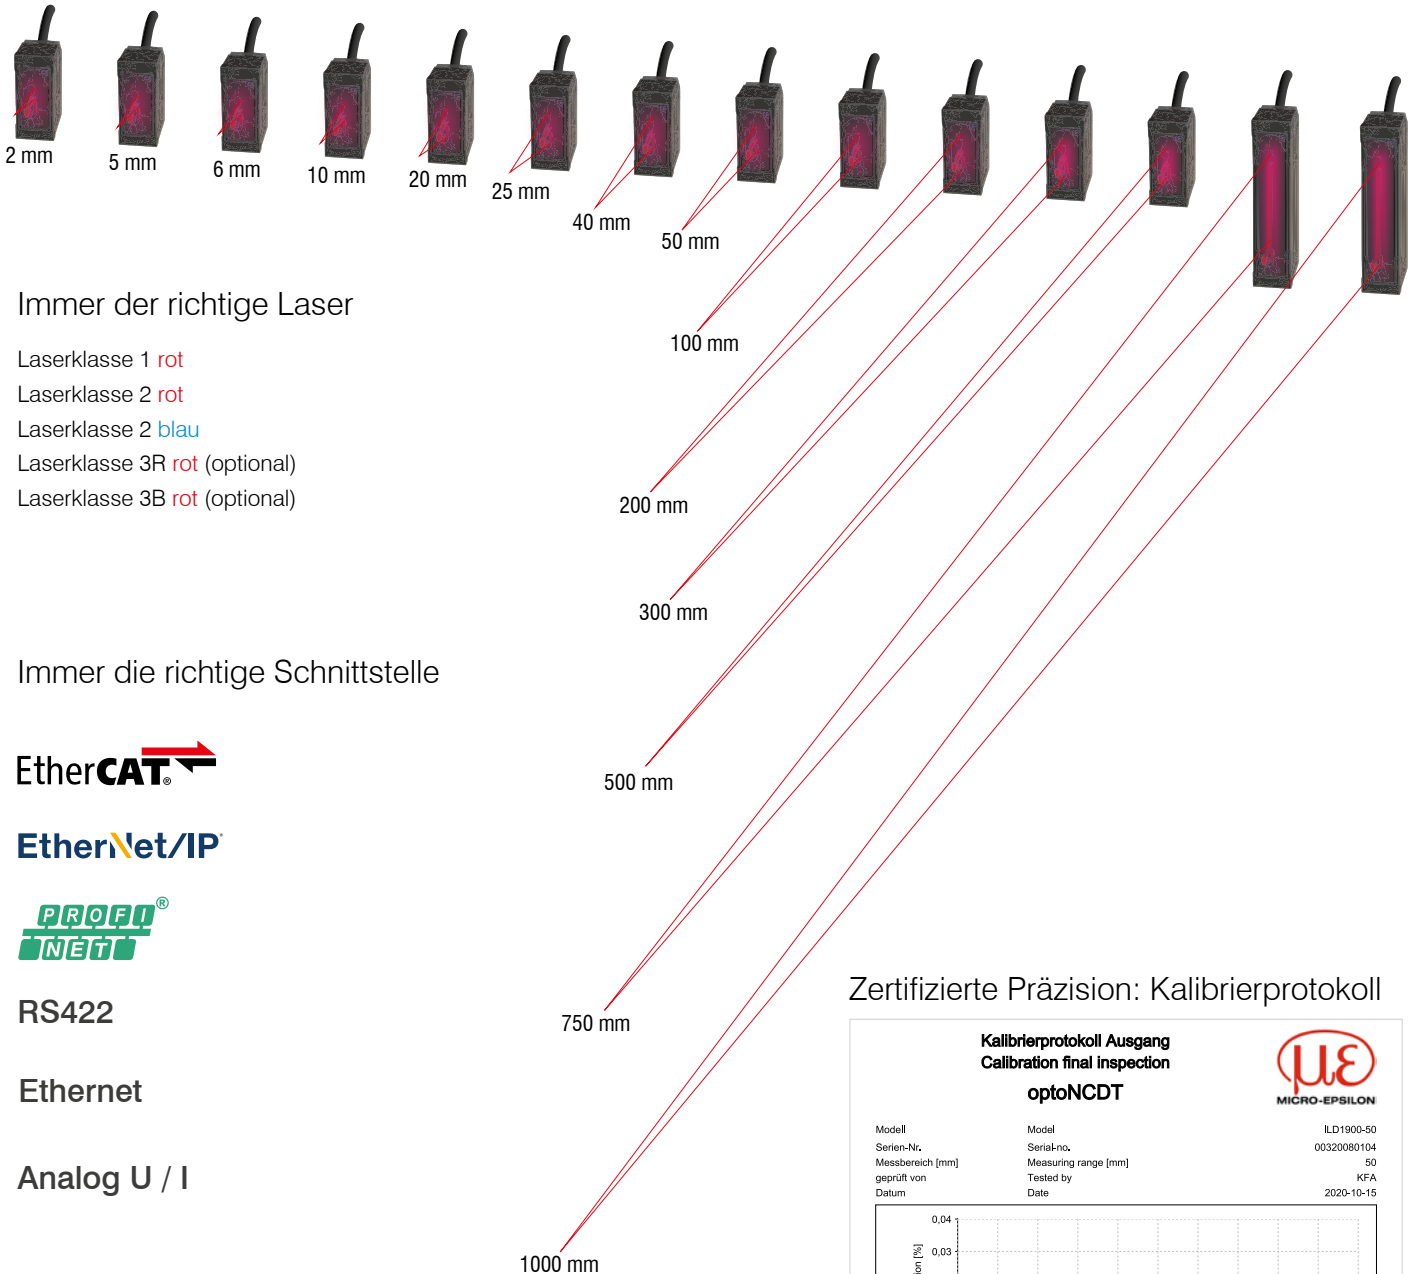 2 mm
5 mm
6 mm
10 mm
20 mm
25 mm
40 mm
50 mm
100 mm
200 mm
300 mm
500 mm
750 mm
1000 mm
Immer der richtige Laser
Laserklasse 1 rot
Laserklasse 2 rot
Laserklasse 2 blau
Laserklasse 3R rot (optional)
Laserklasse 3B rot (optional)
Immer die richtige Schnittstelle
EtherCAT®
EtherNet/IP
PROFI®
NET
RS422
Ethernet
Analog U / I
Zertifizierte Präzision: Kalibrierprotokoll
Kalibrierprotokoll Ausgang
Calibration final inspection
optoNCDT
με
MICRO-EPSILON
Modell Model ILD1900-50
Serien-Nr. Serial-no. 00320080104
Messbereich [mm] Measuring range [mm] 50
geprüft von Tested by KFA
Datum Date 2020-10-15
0,04
0,03